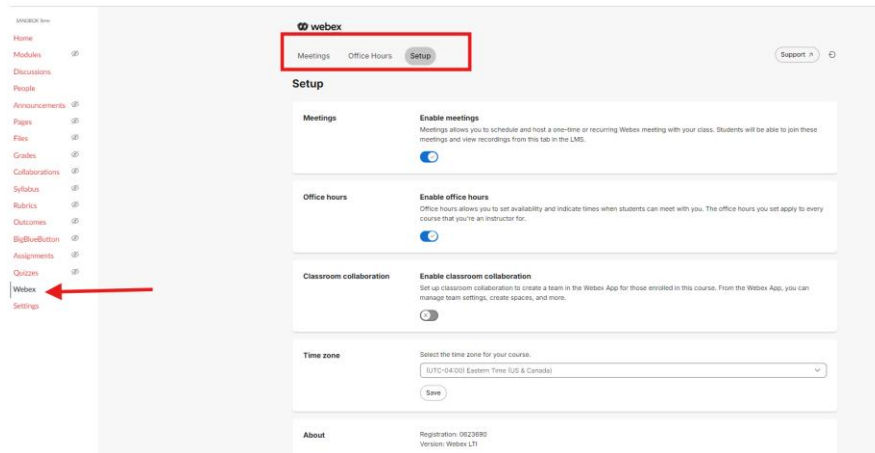 SANDBOX Term
Home
Modules
Discussions
People
Announcements
Pages
Files
Grades
Collaborations
Syllabus
Rubrics
Outcomes
BigBlueButton
Assignments
Quizzes
Webex
Settings
webex
Meetings Office Hours Setup
Support
Setup
Meetings
Enable meetings
Meetings allows you to schedule and host a one-time or recurring Webex meeting with your class. Students will be able to join these
meetings and view recordings from this tab in the LMS.
Office hours
Enable office hours
Office hours allows you to set availability and indicate times when students can meet with you. The office hours you set apply to every
course that you're an instructor for.
Classroom collaboration
Enable classroom collaboration
Set up classroom collaboration to create a team in the Webex App for those enrolled in this course. From the Webex App, you can
manage team settings, create spaces, and more.
Time zone
Select the time zone for your course.
(UTC-04:00) Eastern Time (US & Canada)
Save
About
Registration: 0623690
Version: Webex LTI